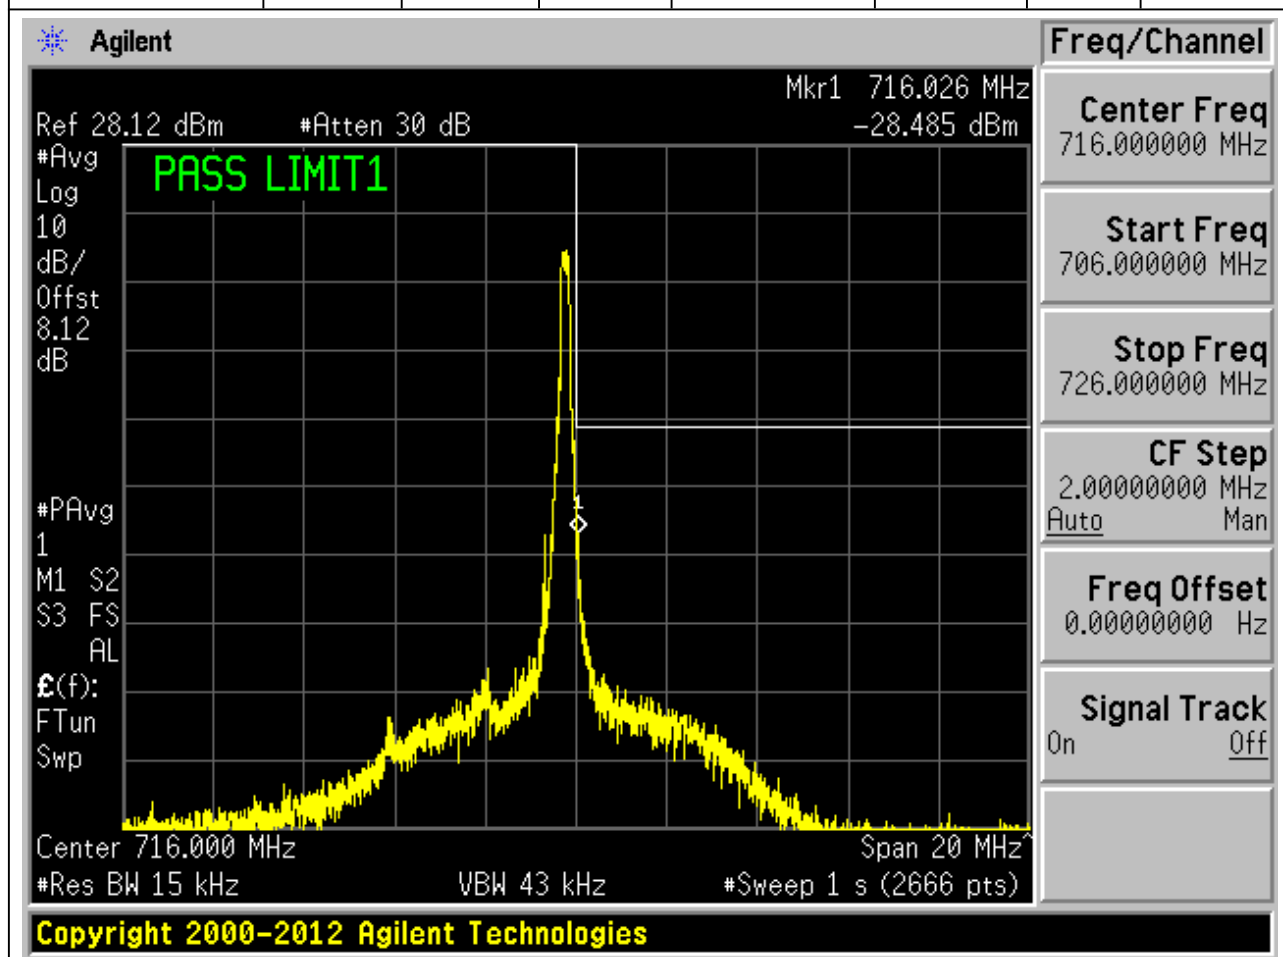 Agilent
Freq/Channel
Mkr1 716.026 MHz
Ref 28.12 dBm #Atten 30 dB -28.485 dBm
#Avg
Log
10
dB/
Offst
8.12
dB
PASS LIMIT1
1
#PAvg
1
M1 S2
S3 FS
AL
£(f):
FTun
Swp
Center 716.000 MHz Span 20 MHz^
#Res BW 15 kHz VBW 43 kHz #Sweep 1 s (2666 pts)
Center Freq
716.000000 MHz
Start Freq
706.000000 MHz
Stop Freq
726.000000 MHz
CF Step
2.00000000 MHz
Auto Man
Freq Offset
0.00000000 Hz
Signal Track
On Off
Copyright 2000-2012 Agilent Technologies